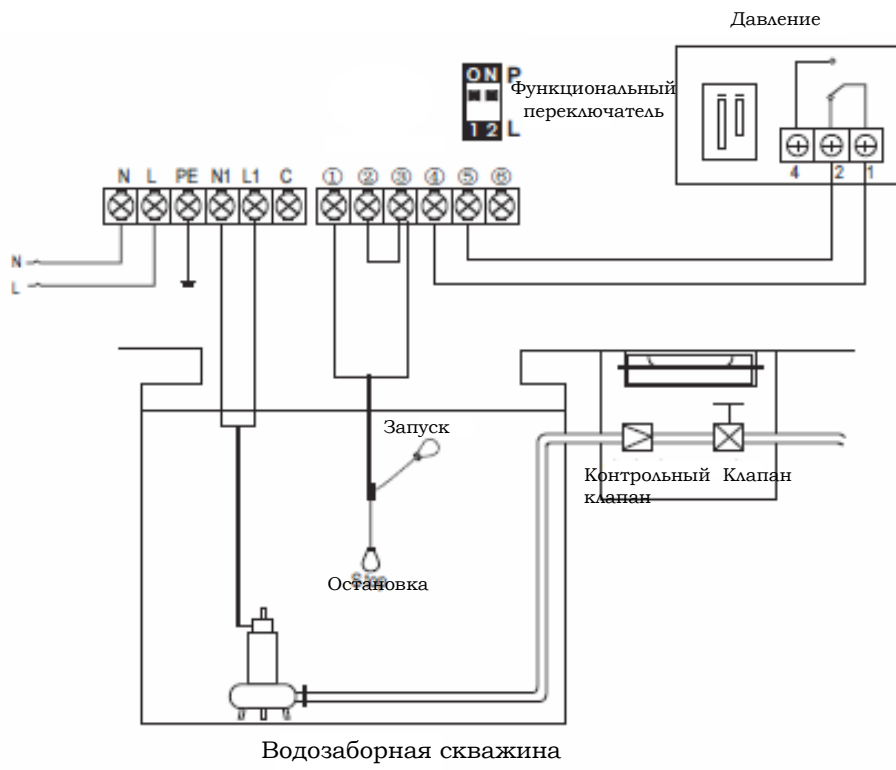 Давление
ON P
Функциональный
переключатель
1 2 L
4 2 1
N L PE N1 L1 C ① ② ③ ④ ⑤ ⑥
N
L
Запуск
Контрольный Клапан
клапан
Остановка
Водозаборная скважина